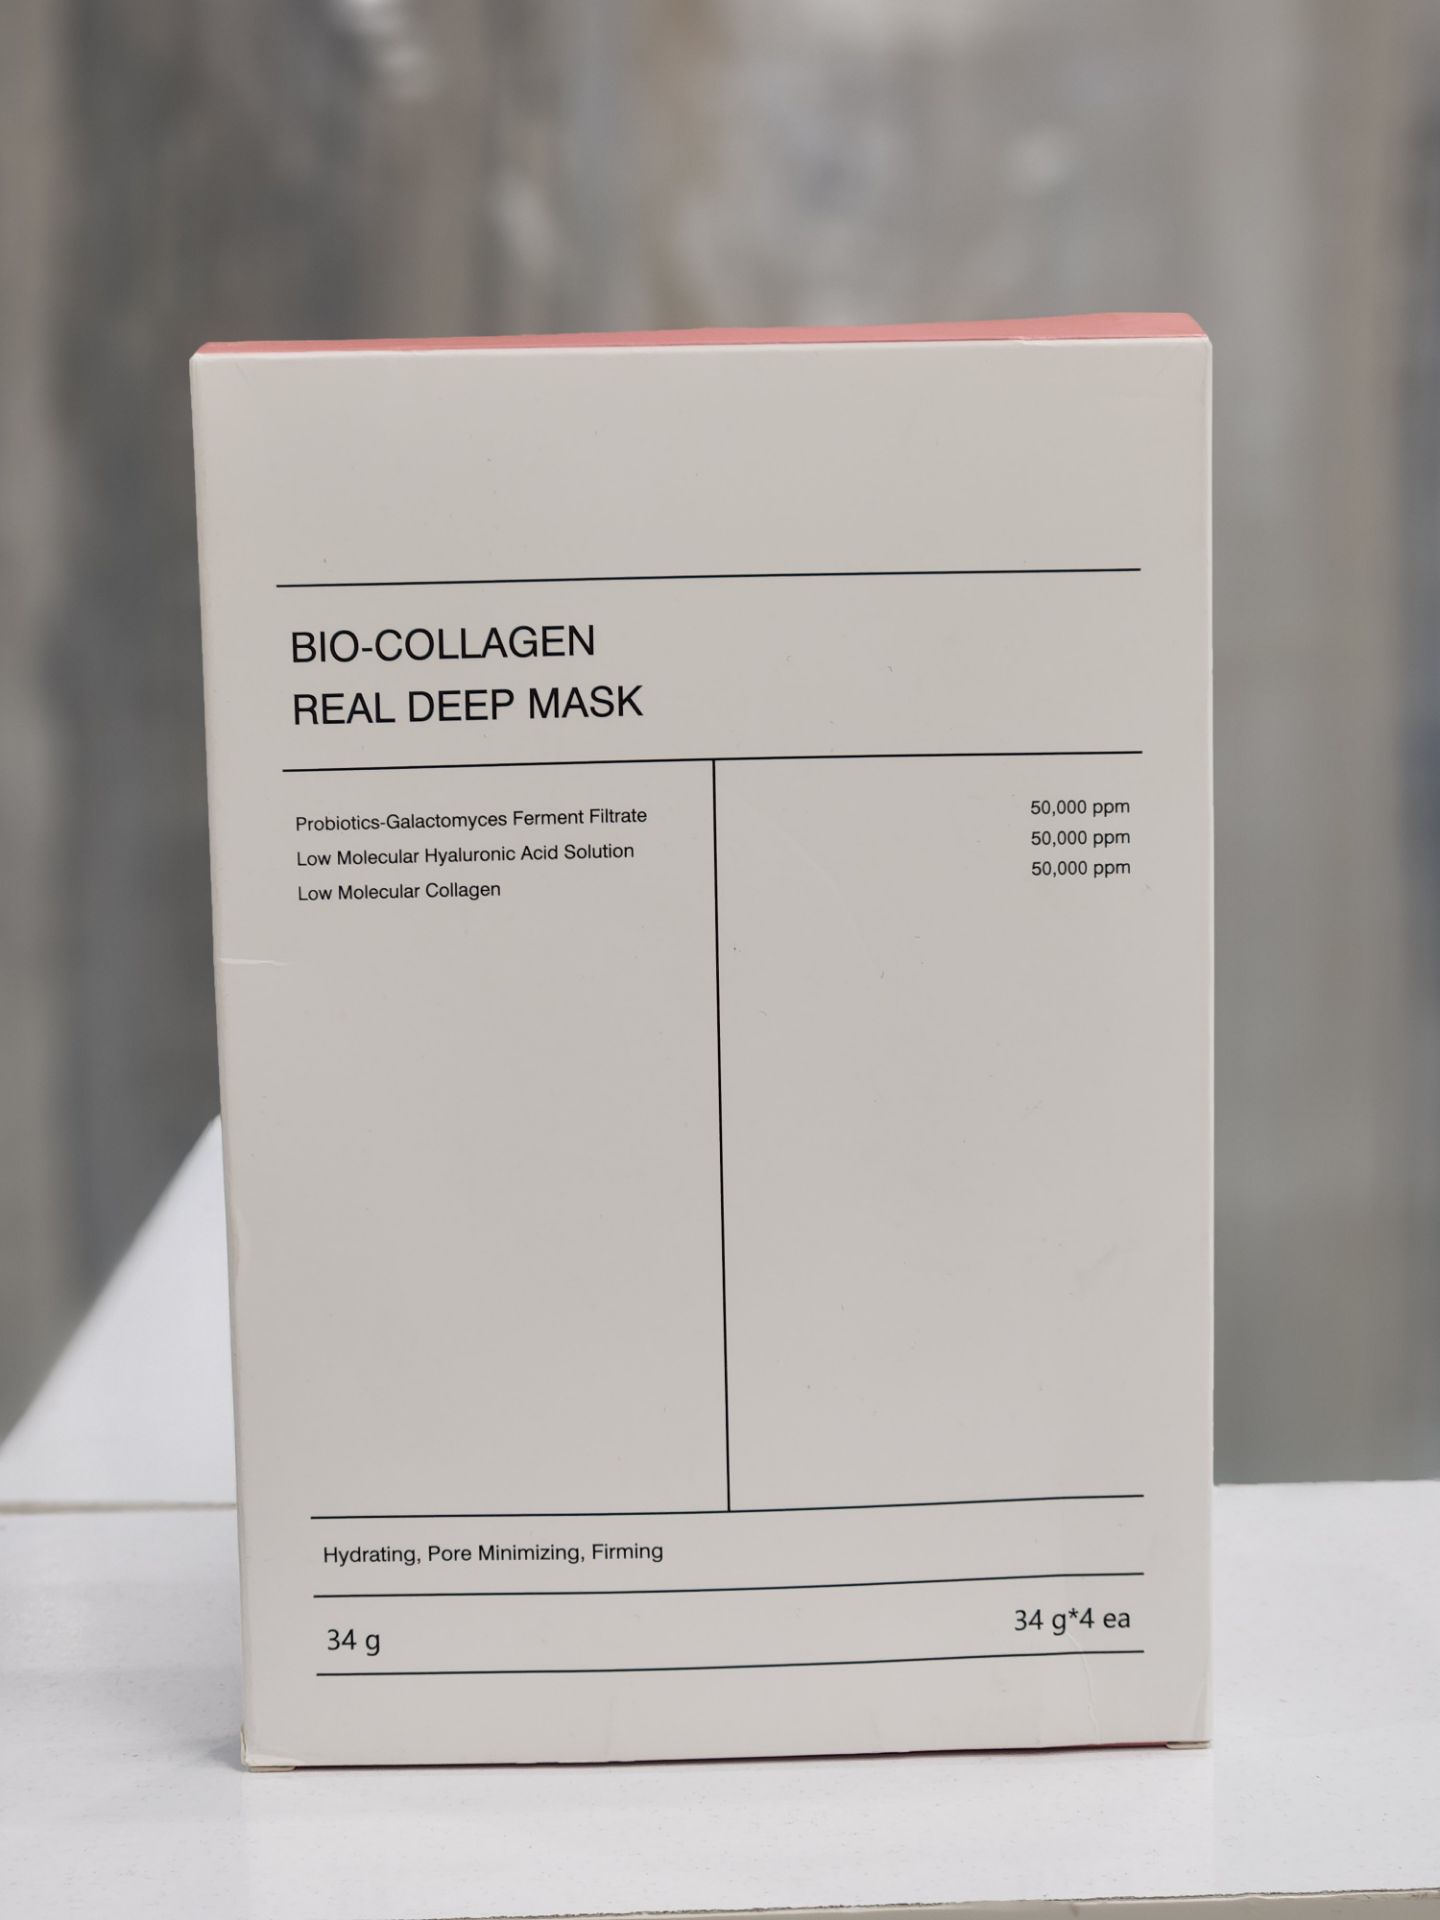 BIO-COLLAGEN
REAL DEEP MASK
Probiotics-Galactomyces Ferment Filtrate 50,000 ppm
Low Molecular Hyaluronic Acid Solution 50,000 ppm
Low Molecular Collagen 50,000 ppm
Hydrating, Pore Minimizing, Firming
34 g 34 g*4 ea